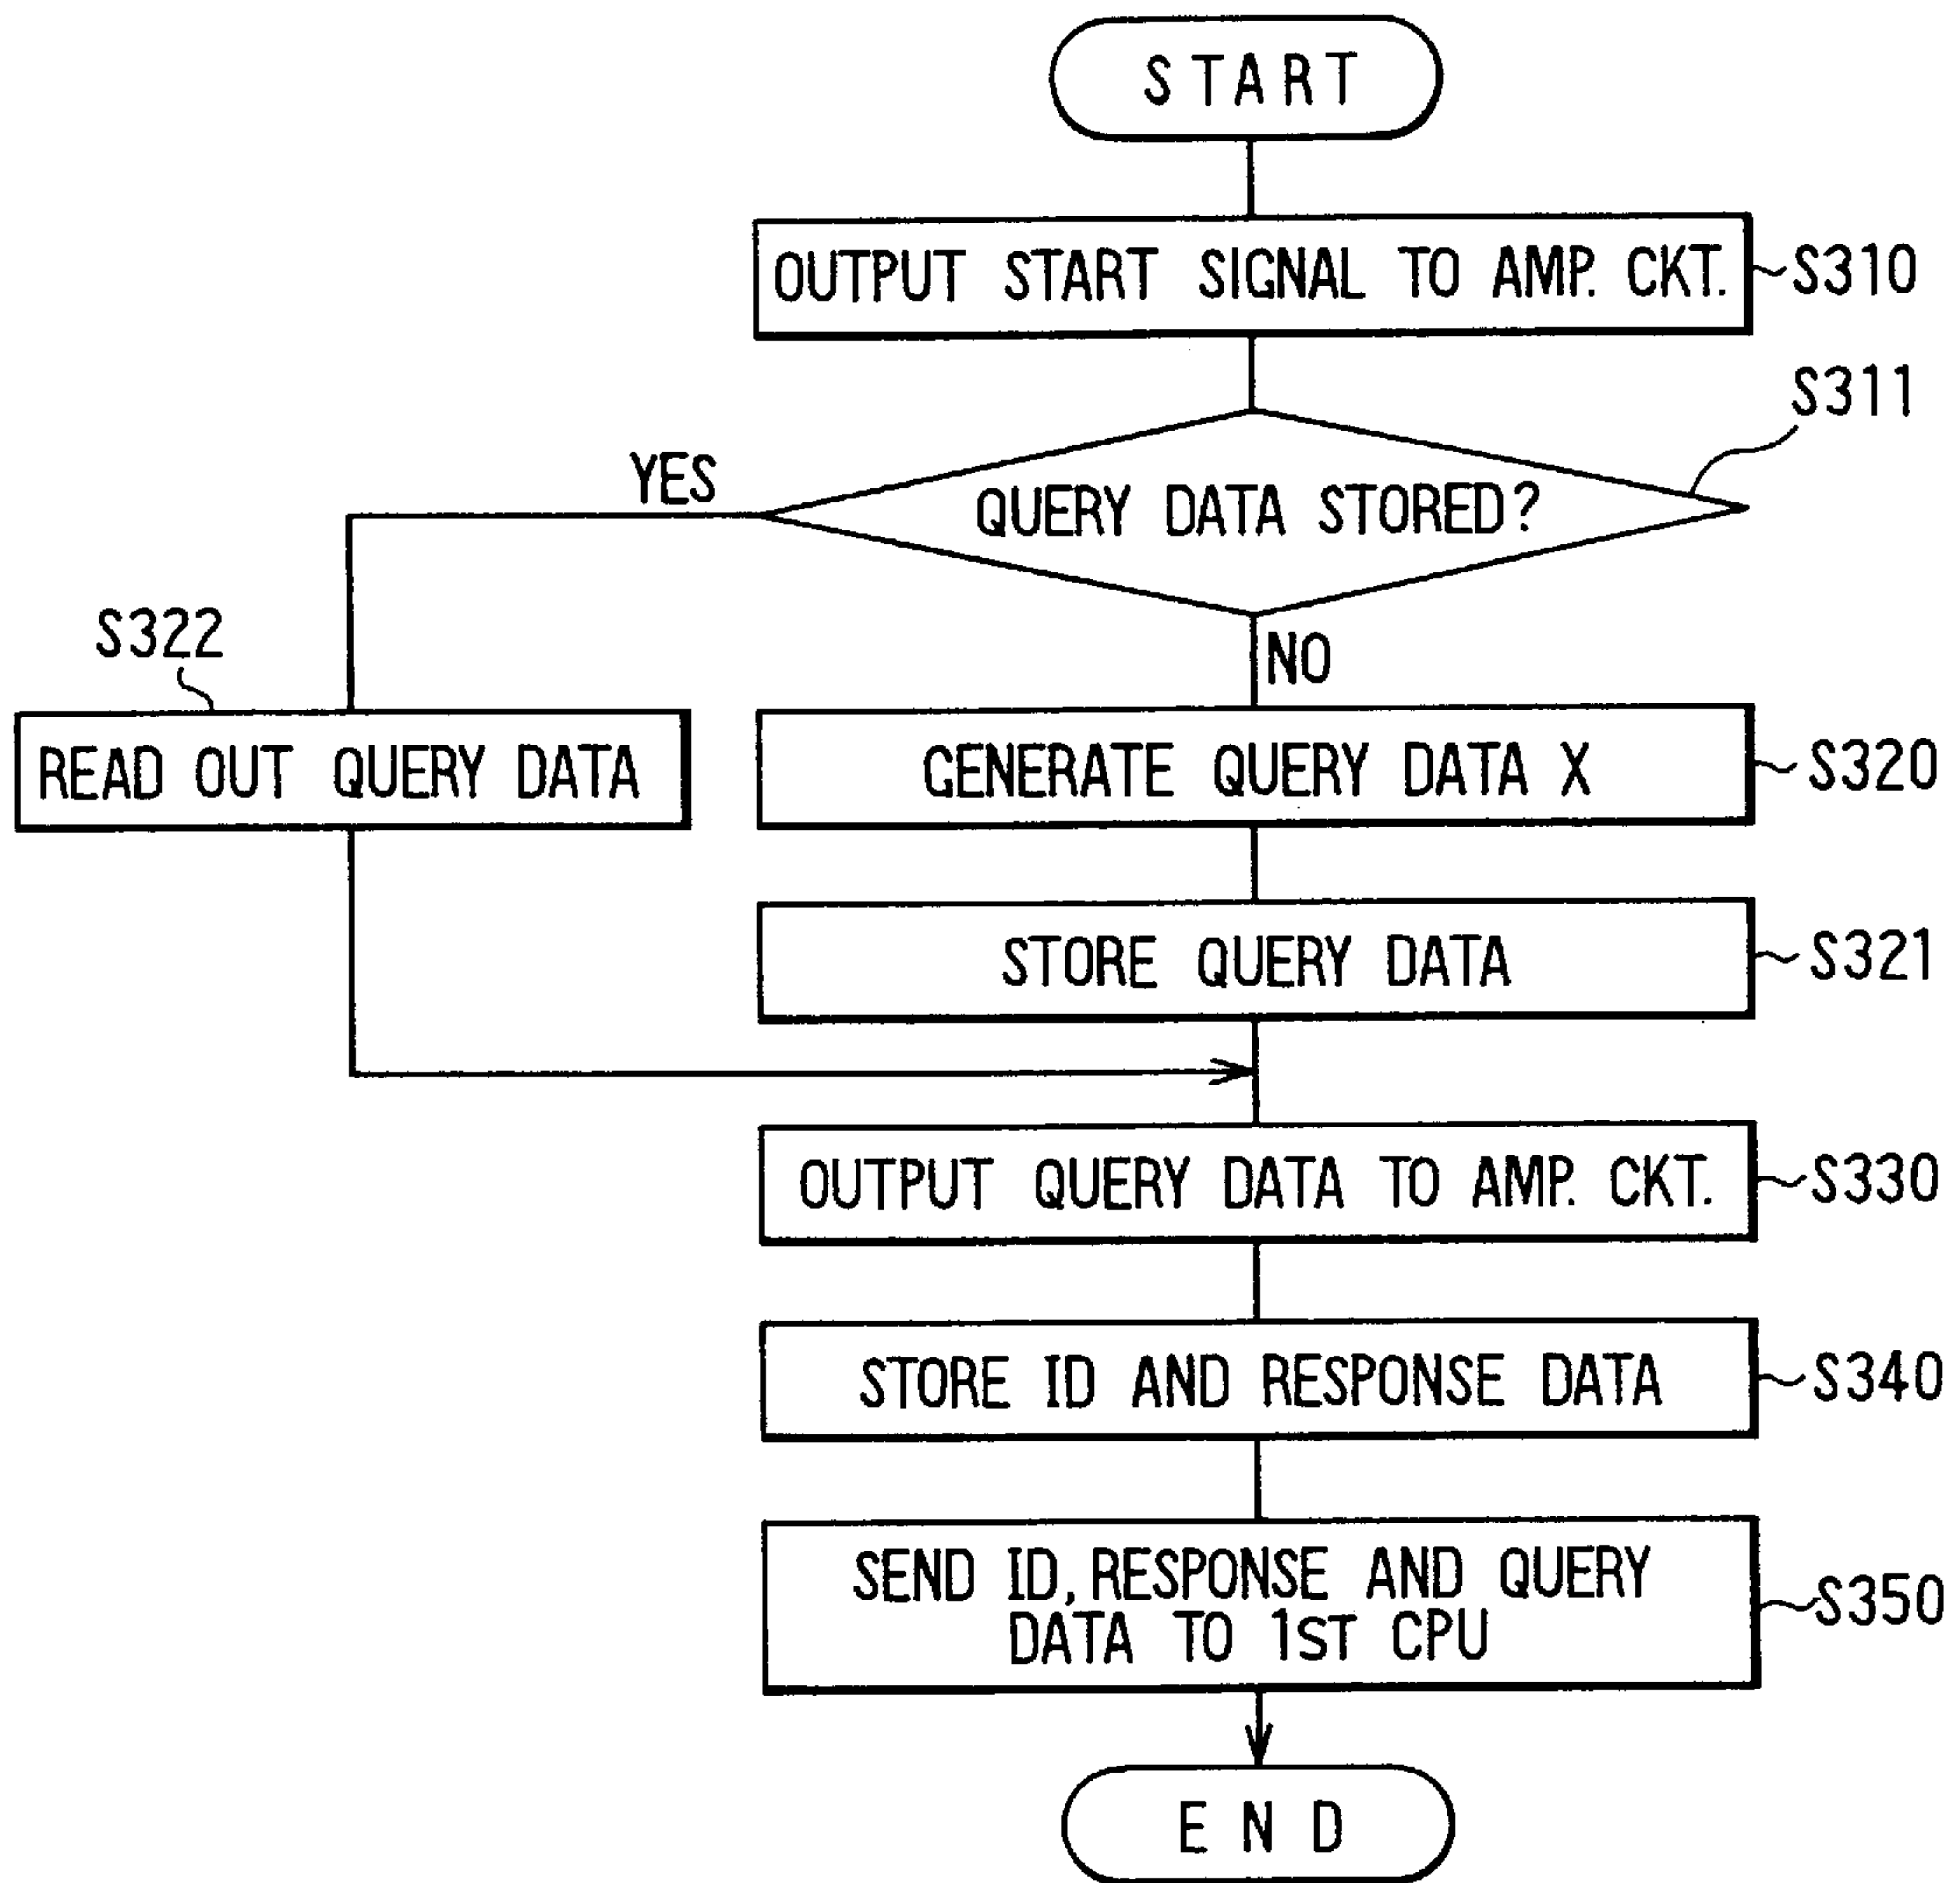 START
OUTPUT START SIGNAL TO AMP. CKT.
S310
S311
QUERY DATA STORED?
YES
NO
S322
READ OUT QUERY DATA
GENERATE QUERY DATA X
S320
STORE QUERY DATA
S321
OUTPUT QUERY DATA TO AMP. CKT.
S330
STORE ID AND RESPONSE DATA
S340
SEND ID, RESPONSE AND QUERY
DATA TO 1ST CPU
S350
END